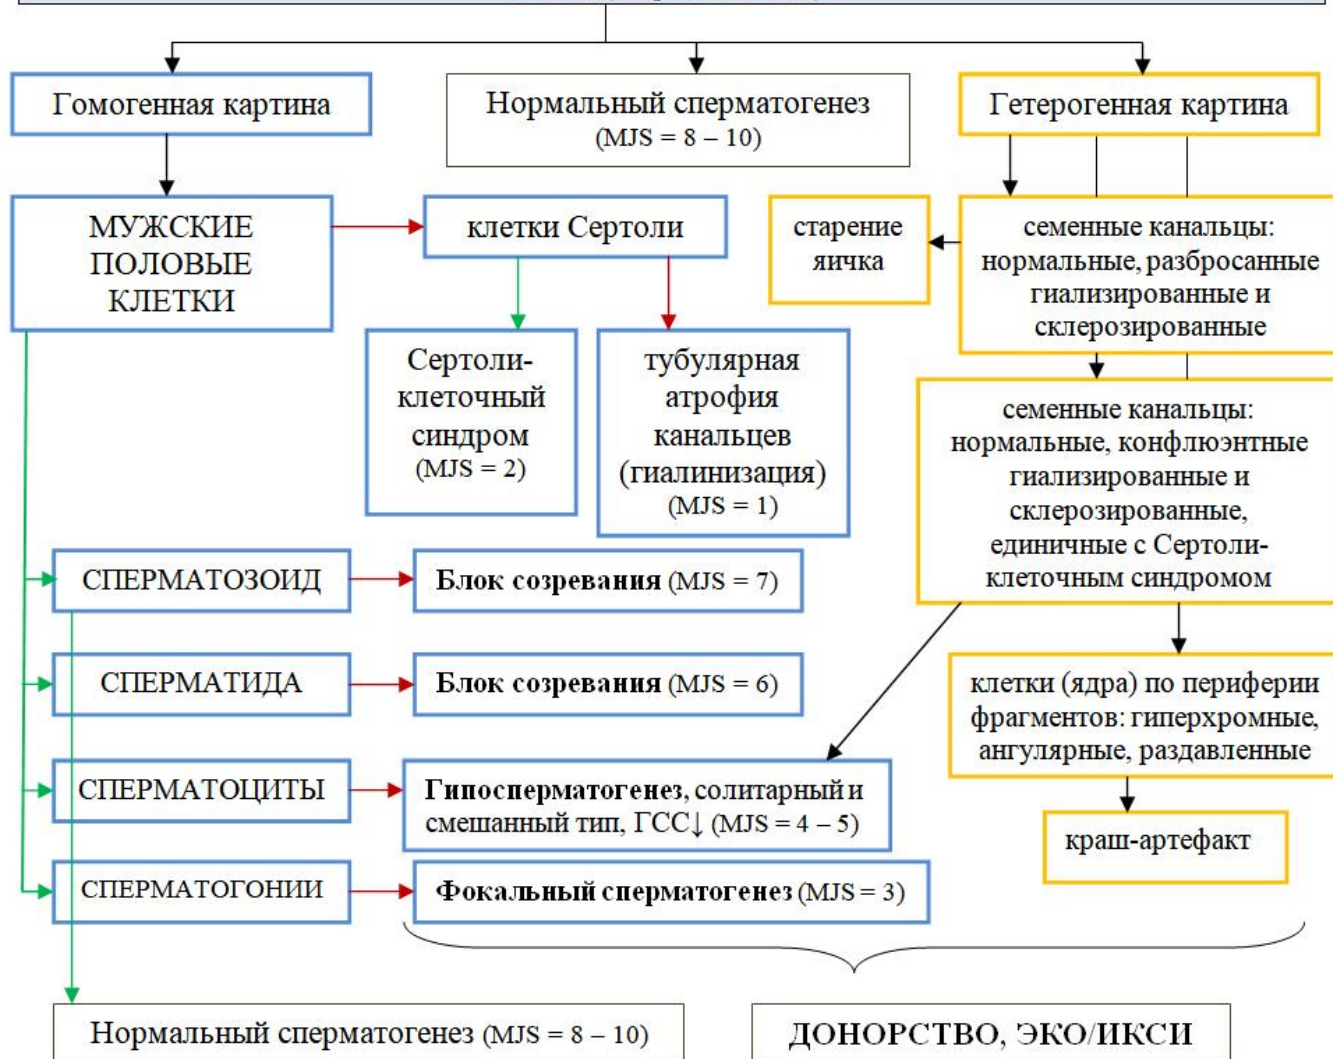 Гомогенная картина
Нормальный сперматогенез
(MJS = 8 – 10)
Гетерогенная картина
МУЖСКИЕ
ПОЛОВЫЕ
КЛЕТКИ
клетки Сертоли
старение
яичка
семенные канальцы:
нормальные, разбросанные
гиализированные и
склерозированные
Сертоли-
клеточный
синдром
(MJS = 2)
тубулярная
атрофия
канальцев
(гиалинизация)
(MJS = 1)
семенные канальцы:
нормальные, конфлюэнтные
гиализированные и
склерозированные,
единичные с Сертоли-
клеточным синдромом
СПЕРМАТОЗОИД
Блок созревания (MJS = 7)
СПЕРМАТИДА
Блок созревания (MJS = 6)
клетки (ядра) по периферии
фрагментов: гиперхромные,
ангулярные, раздавленные
СПЕРМАТОЦИТЫ
Гипосперматогенез, солитарный и
смешанный тип, ГСС↓ (MJS = 4 – 5)
краш-артефакт
СПЕРМАТОГОНИИ
Фокальный сперматогенез (MJS = 3)
Нормальный сперматогенез (MJS = 8 – 10)
ДОНОРСТВО, ЭКО/ИКСИ